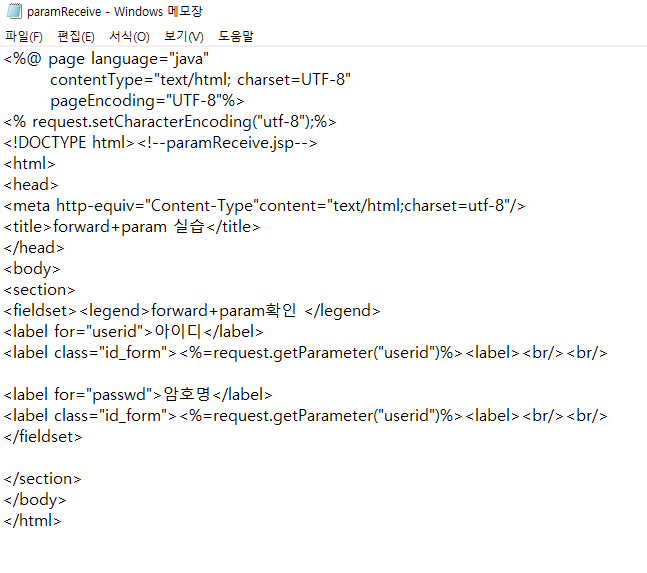 paramReceive - Windows 메모장
파일(F) 편집(E) 서식(O) 보기(V) 도움말
<%@ page language="java"
contentType="text/html; charset=UTF-8"
pageEncoding="UTF-8"%>
<% request.setCharacterEncoding("utf-8");%>
<!DOCTYPE html><!--paramReceive.jsp-->
<html>
<head>
<meta http-equiv="Content-Type"content="text/html;charset=utf-8"/>
<title>forward+param 실습</title>
</head>
<body>
<section>
<fieldset><legend>forward+param확인 </legend>
<label for="userid">아이디</label>
<label class="id_form"><%=request.getParameter("userid")%><label><br/><br/>
<label for="passwd">암호명</label>
<label class="id_form"><%=request.getParameter("userid")%><label><br/><br/>
</fieldset>
</section>
</body>
</html>